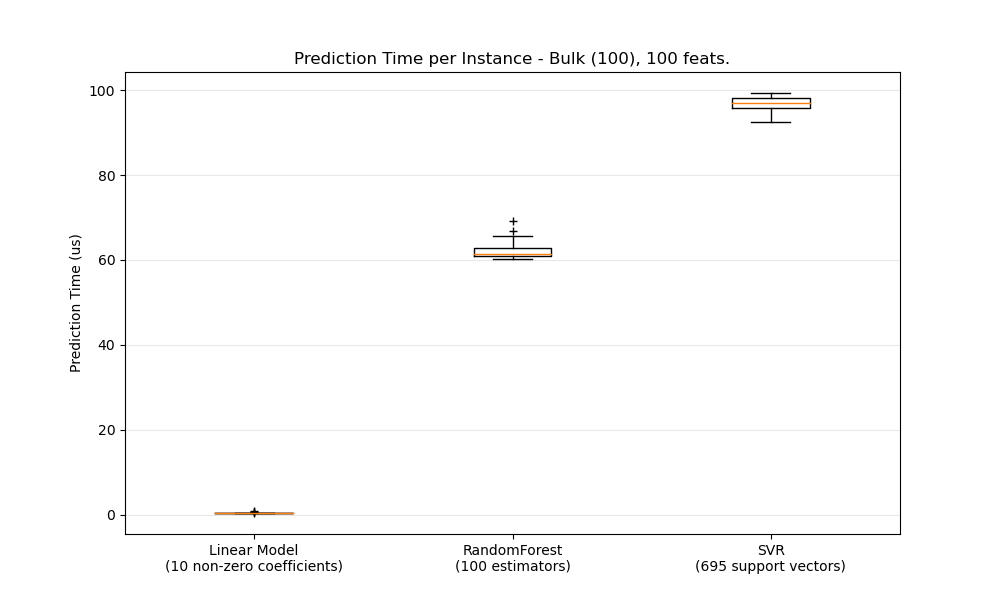 Prediction Time per Instance - Bulk (100), 100 feats.
Prediction Time (us)
100
80
60
40
20
0
Linear Model
(10 non-zero coefficients)
RandomForest
(100 estimators)
SVR
(695 support vectors)